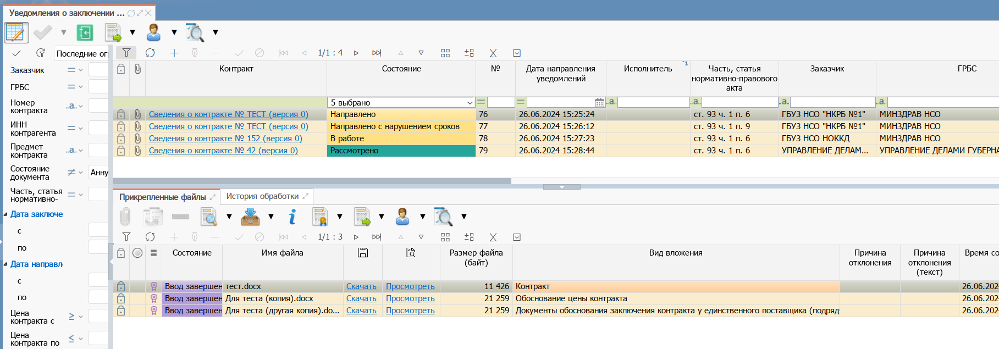 Уведомления о заключении ...
Последние ог
1/1 : 4
Заказчик
ГРБС
Номер
контракта
.а.
ИНН
контрагента
Предмет
контракта
.а.
Состояние
документа
Анну
Часть, статья
нормативно-
Дата заключе
с
по
Дата направл
с
по
Цена
контракта с
Цена
контракта по
Контракт
Состояние
№
Дата направления
уведомлений
Исполнитель
1
Часть, статья
нормативно-правового
акта
Заказчик
ГРБС
5 выбрано
.а. .а. .а. .а.
Сведения о контракте № ТЕСТ (версия 0) Направлено 76 26.06.2024 15:25:24 ст. 93 ч. 1 п. 6 ГБУЗ НСО "НКРБ №1" МИНЗДРАВ НСО
Сведения о контракте № ТЕСТ (версия 0) Направлено с нарушением сроков 77 26.06.2024 15:26:12 ст. 93 ч. 1 п. 9 ГБУЗ НСО "НКРБ №1" МИНЗДРАВ НСО
Сведения о контракте № 152 (версия 0) В работе 78 26.06.2024 15:27:23 ст. 93 ч. 1 п. 6 ГБУЗ НСО НОККД МИНЗДРАВ НСО
Сведения о контракте № 42 (версия 0) Рассмотрено 79 26.06.2024 15:28:44 ст. 93 ч. 1 п. 6 УПРАВЛЕНИЕ ДЕЛАМ... УПРАВЛЕНИЕ ДЕЛАМИ ГУБЕРНА
Прикрепленные файлы
История обработки
1/1 : 3
Состояние
Имя файла
Размер файла
(байт)
Вид вложения
Причина
отклонения
Причина
отклонения
(текст)
Время со
Ввод завершен тест.docx Скачать Просмотреть 11 426 Контракт 26.06.202
Ввод завершен Для теста (копия).docx Скачать Просмотреть 21 259 Обоснование цены контракта 26.06.202
Ввод завершен Для теста (другая копия).do... Скачать Просмотреть 21 259 Документы обоснования заключения контракта у единственного поставщика (подряд 26.06.202